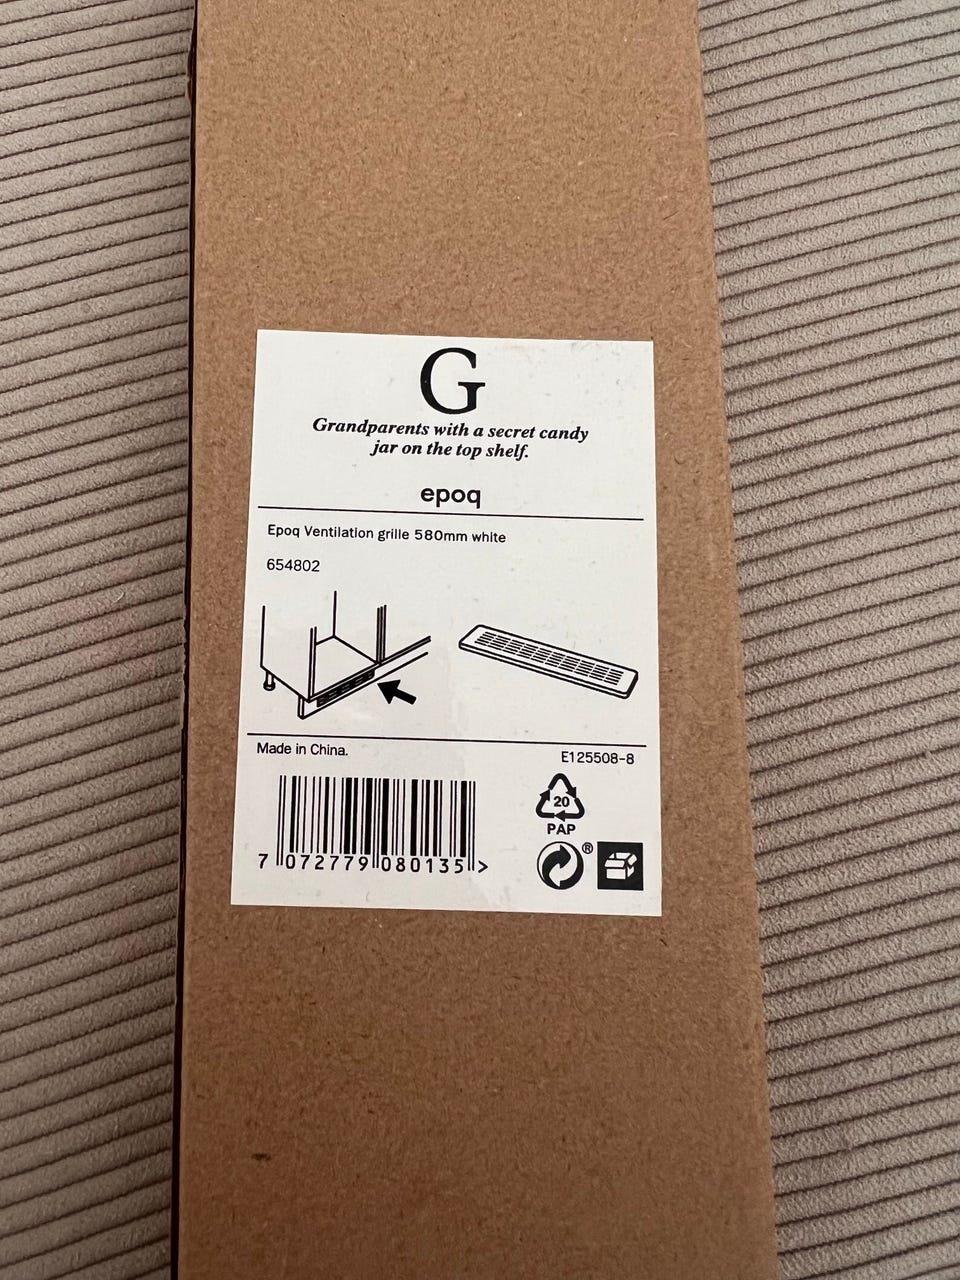 G
Grandparents with a secret candy
jar on the top shelf.
epoq
Epoq Ventilation grille 580mm white
654802
Made in China.
E125508-8
20
PAP
7 072779 080135 >
®